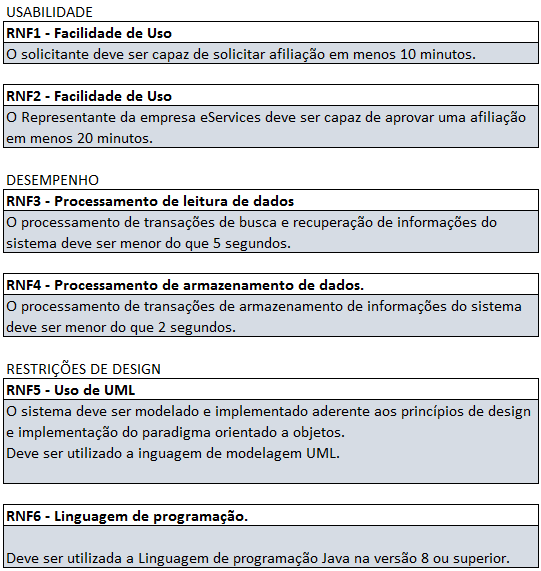 USABILIDADE
RNF1 - Facilidade de Uso
O solicitante deve ser capaz de solicitar afiliação em menos 10 minutos.
RNF2 - Facilidade de Uso
O Representante da empresa eServices deve ser capaz de aprovar uma afiliação
em menos 20 minutos.
DESEMPENHO
RNF3 - Processamento de leitura de dados
O processamento de transações de busca e recuperação de informações do
sistema deve ser menor do que 5 segundos.
RNF4 - Processamento de armazenamento de dados.
O processamento de transações de armazenamento de informações do sistema
deve ser menor do que 2 segundos.
RESTRIÇÕES DE DESIGN
RNF5 - Uso de UML
O sistema deve ser modelado e implementado aderente aos princípios de design
e implementação do paradigma orientado a objetos.
Deve ser utilizado a inguagem de modelagem UML.
RNF6 - Linguagem de programação.
Deve ser utilizada a Linguagem de programação Java na versão 8 ou superior.